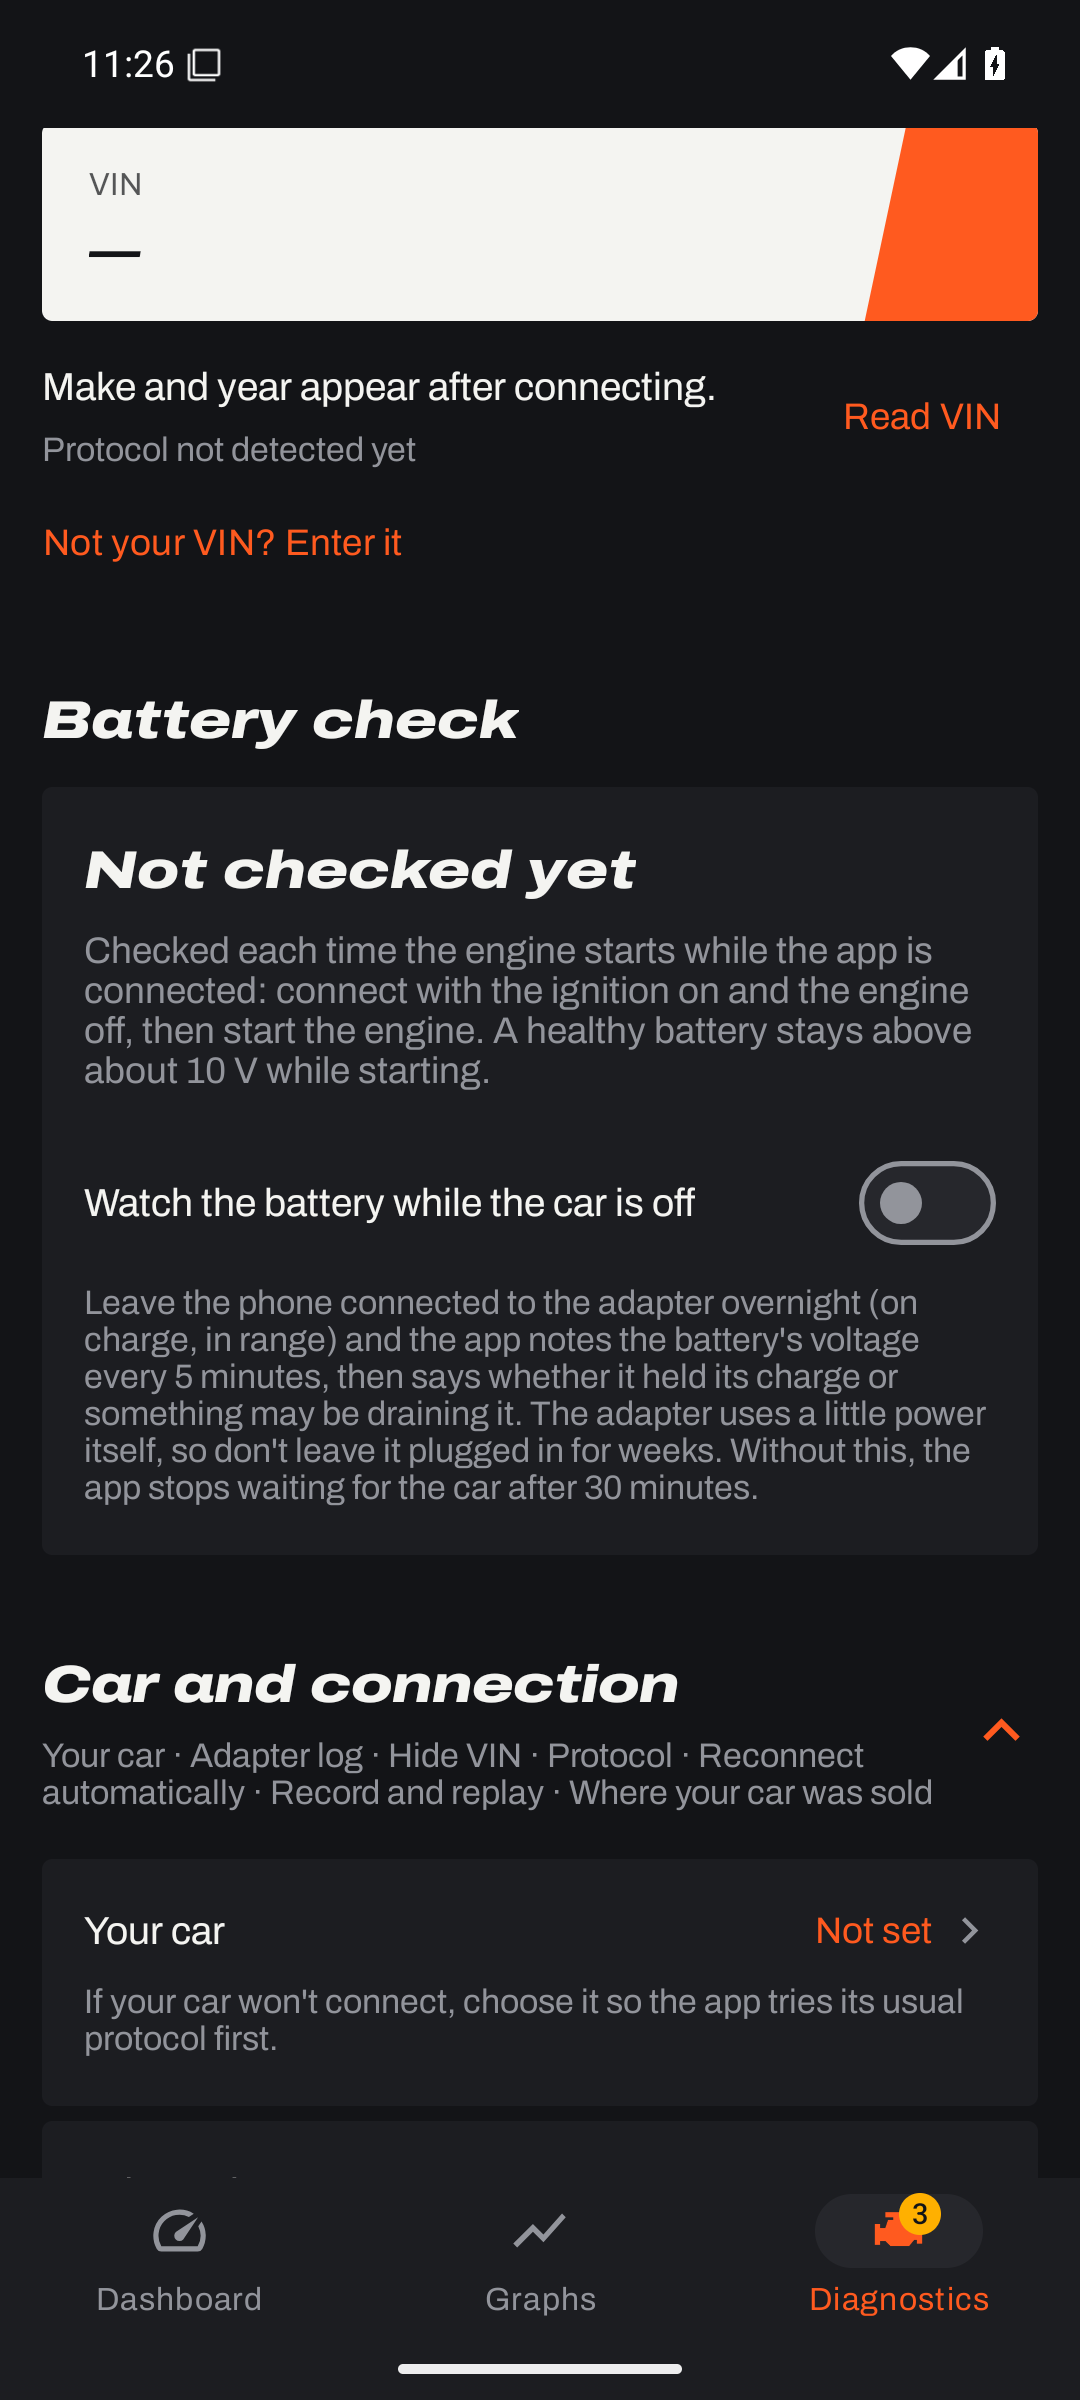 11:26
VIN
—
Make and year appear after connecting.
Protocol not detected yet
Read VIN
Not your VIN? Enter it
Battery check
Not checked yet
Checked each time the engine starts while the app is
connected: connect with the ignition on and the engine
off, then start the engine. A healthy battery stays above
about 10 V while starting.
Watch the battery while the car is off
Leave the phone connected to the adapter overnight (on
charge, in range) and the app notes the battery's voltage
every 5 minutes, then says whether it held its charge or
something may be draining it. The adapter uses a little power
itself, so don't leave it plugged in for weeks. Without this, the
app stops waiting for the car after 30 minutes.
Car and connection
Your car · Adapter log · Hide VIN · Protocol · Reconnect
automatically · Record and replay · Where your car was sold
Your car
Not set
If your car won't connect, choose it so the app tries its usual
protocol first.
3
Dashboard
Graphs
Diagnostics